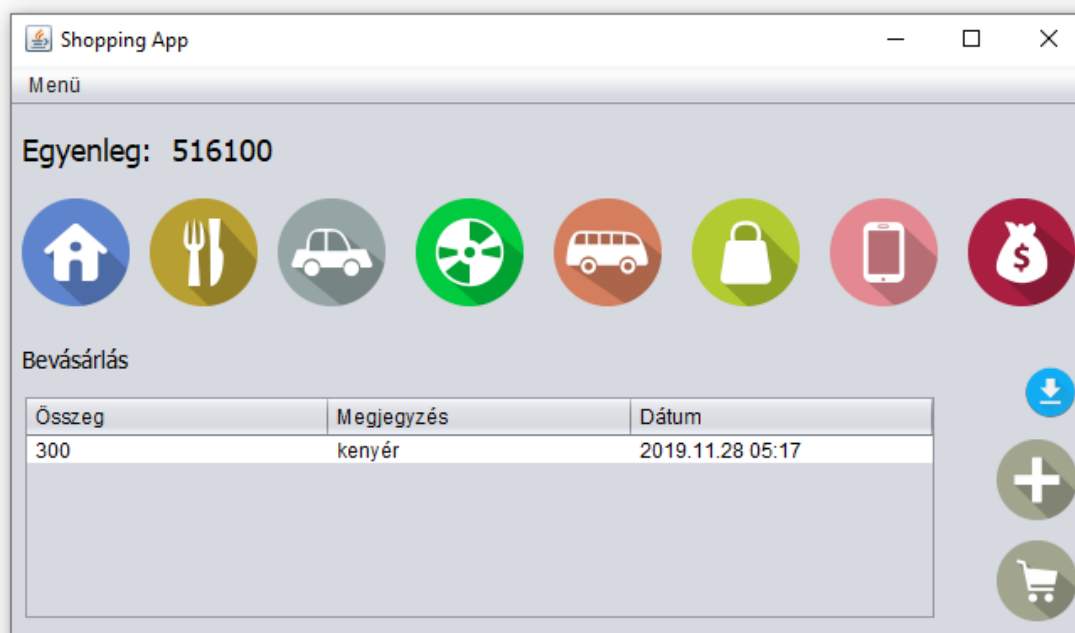 Shopping App
Menü
Egyenleg: 516100
$
Bevásárlás
Összeg Megjegyzés Dátum
300 kenyér 2019.11.28 05:17